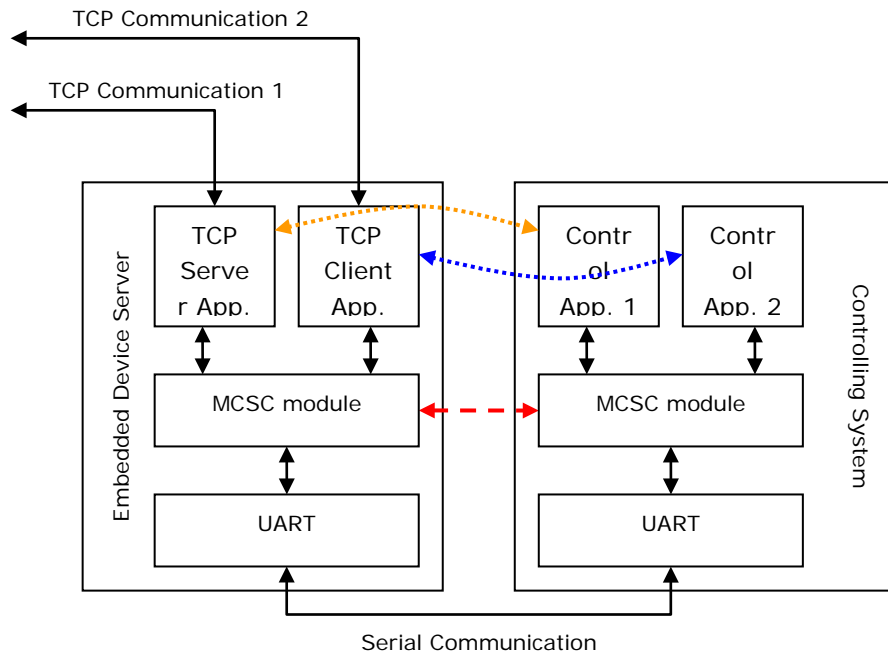 TCP Communication 2
TCP Communication 1
Embedded Device Server
TCP
Serve
r App.
TCP
Client
App.
Contr
ol
App. 1
Contr
ol
App. 2
MCSC module
MCSC module
UART
UART
Controlling System
Serial Communication